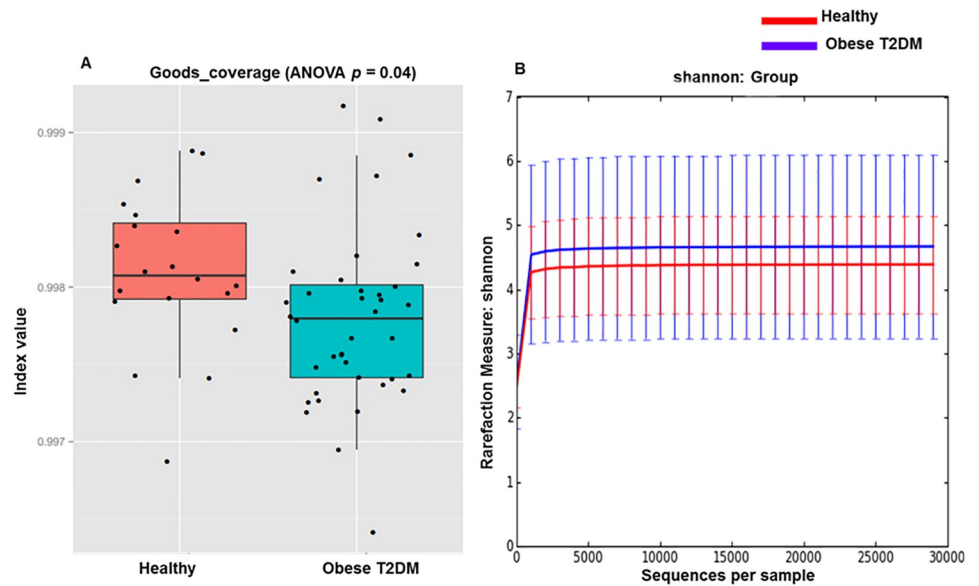 Healthy
Obese T2DM
A
Goods_coverage (ANOVA p = 0.04)
0.999
0.998
0.997
Index value
Healthy
Obese T2DM
B
shannon: Group
7
6
5
4
3
2
1
0
Rarefaction Measure: shannon
0
5000
10000
15000
20000
25000
30000
Sequences per sample